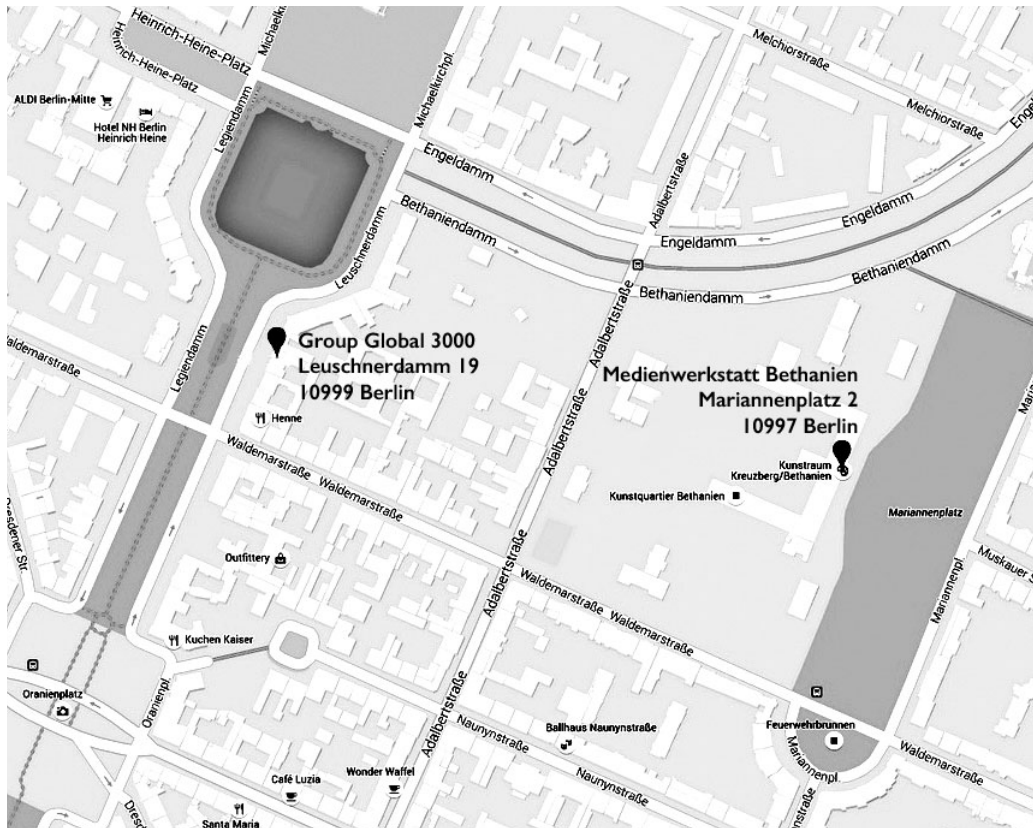 Heinrich-Heine-Platz
Heinrich-Heine-Platz
Michaelkirchpl.
Melchiorstraße
Melchiorstraße
ALDI Berlin-Mitte
Hotel NH Berlin
Heinrich Heine
Legiendamm
Michaelkirchpl.
Adalbertstraße
Engeldamm
Engeldamm
Engeldamm
Bethaniendamm
Bethaniendamm
Bethaniendamm
Leuschnerdamm
Legiendamm
Waldemarstraße
Adalbertstraße
Group Global 3000
Leuschnerdamm 19
10999 Berlin
Medienwerkstatt Bethanien
Mariannenplatz 2
10997 Berlin
Henne
Kunstraum
Kreuzberg/Bethanien
Kunstquartier Bethanien
Adalbertstraße
Waldemarstraße
Waldemarstraße
Mariannenplatz
Dresdener Str.
Outfittery
Adalbertstraße
Muskauer
Waldemarstraße
Waldemarstraße
Mariannenpl.
Kuchen Kaiser
Oranienplatz
Oranienpl.
Adalbertstraße
Naunynstraße
Ballhaus Naunynstraße
Feuerwehrbrunnen
Waldemarstraße
Mariannenpl.
Naunynstraße
Café Luzia
Wonder Waffel
Santa Maria